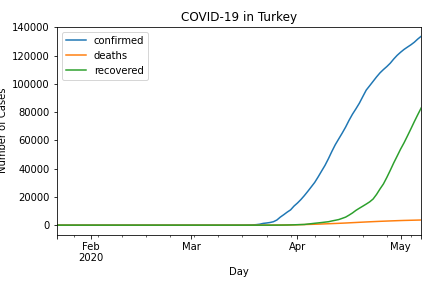 COVID-19 in Turkey
140000
120000
100000
80000
60000
40000
20000
0
Number of Cases
confirmed
deaths
recovered
Feb
2020
Mar
Apr
May
Day